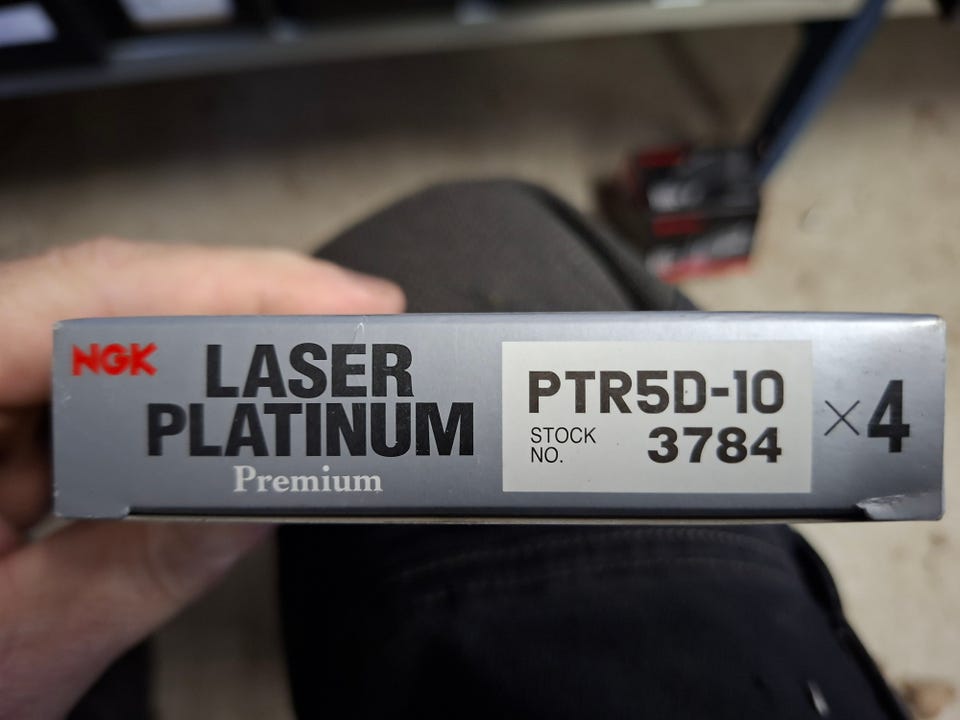 NGK
LASER
PLATINUM
Premium
PTR5D-10
STOCK
NO.
3784
×4